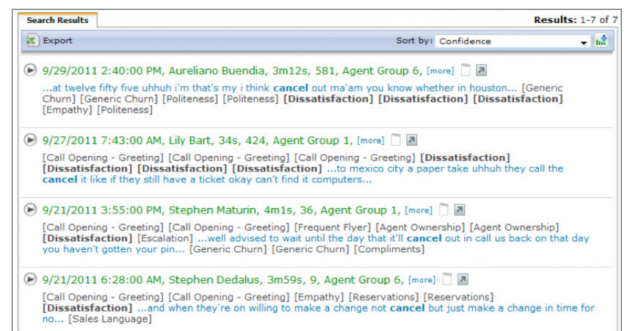 Search Results Results: 1-7 of 7
Export Sort by: Confidence
9/29/2011 2:40:00 PM, Aureliano Buendia, 3m12s, 581, Agent Group 6, [more]
...at twelve fifty five uhhuh i'm that's my i think cancel out ma'am you know whether in houston... [Generic
Churn] [Generic Churn] [Politeness] [Politeness] [Dissatisfaction] [Dissatisfaction] [Dissatisfaction]
[Empathy] [Politeness]
9/27/2011 7:43:00 AM, Lily Bart, 34s, 424, Agent Group 1, [more]
[Call Opening - Greeting] [Call Opening - Greeting] [Call Opening - Greeting] [Dissatisfaction]
[Dissatisfaction] [Dissatisfaction] [Dissatisfaction] ...to mexico city a paper take uhhuh they call the
cancel it like if they still have a ticket okay can't find it computers...
9/21/2011 3:55:00 PM, Stephen Maturin, 4m1s, 36, Agent Group 1, [more]
[Call Opening - Greeting] [Call Opening - Greeting] [Frequent Flyer] [Agent Ownership] [Agent Ownership]
[Dissatisfaction] [Escalation] ...well advised to wait until the day that it'll cancel out in call us back on that day
you haven't gotten your pin... [Generic Churn] [Generic Churn] [Compliments]
9/21/2011 6:28:00 AM, Stephen Dedalus, 3m59s, 9, Agent Group 6, [more]
[Call Opening - Greeting] [Call Opening - Greeting] [Empathy] [Reservations] [Reservations]
[Dissatisfaction] ...and when they're on willing to make a change not cancel but just make a change in time for
no... [Sales Language]